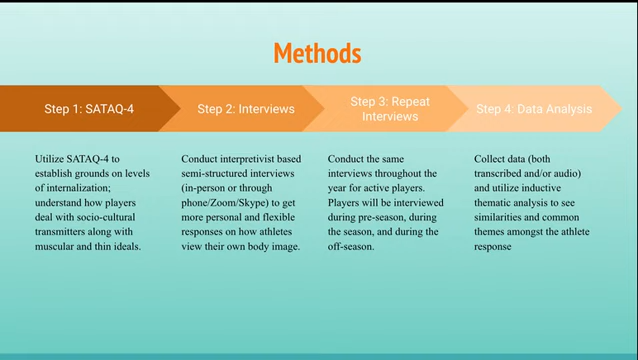 Methods
Step 1: SATAQ-4
Step 2: Interviews
Step 3: Repeat
Interviews
Step 4: Data Analysis
Utilize SATAQ-4 to
establish grounds on levels
of internalization;
understand how players
deal with socio-cultural
transmitters along with
muscular and thin ideals.
Conduct interpretivist based
semi-structured interviews
(in-person or through
phone/Zoom/Skype) to get
more personal and flexible
responses on how athletes
view their own body image.
Conduct the same
interviews throughout the
year for active players.
Players will be interviewed
during pre-season, during
the season, and during the
off-season.
Collect data (both
transcribed and/or audio)
and utilize inductive
thematic analysis to see
similarities and common
themes amongst the athlete
response